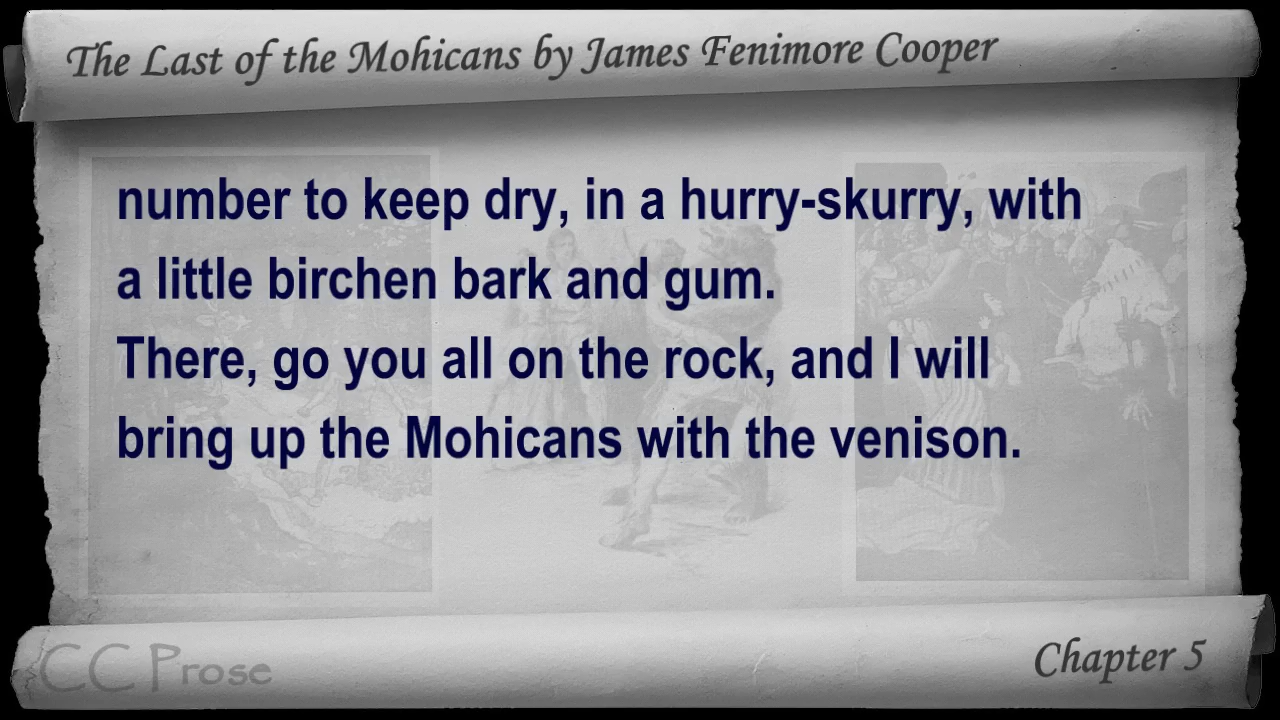 The Last of the Mohicans by James Fenimore Cooper
number to keep dry, in a hurry-skurry, with
a little birchen bark and gum.
There, go you all on the rock, and I will
bring up the Mohicans with the venison.
CC Prose
Chapter 5